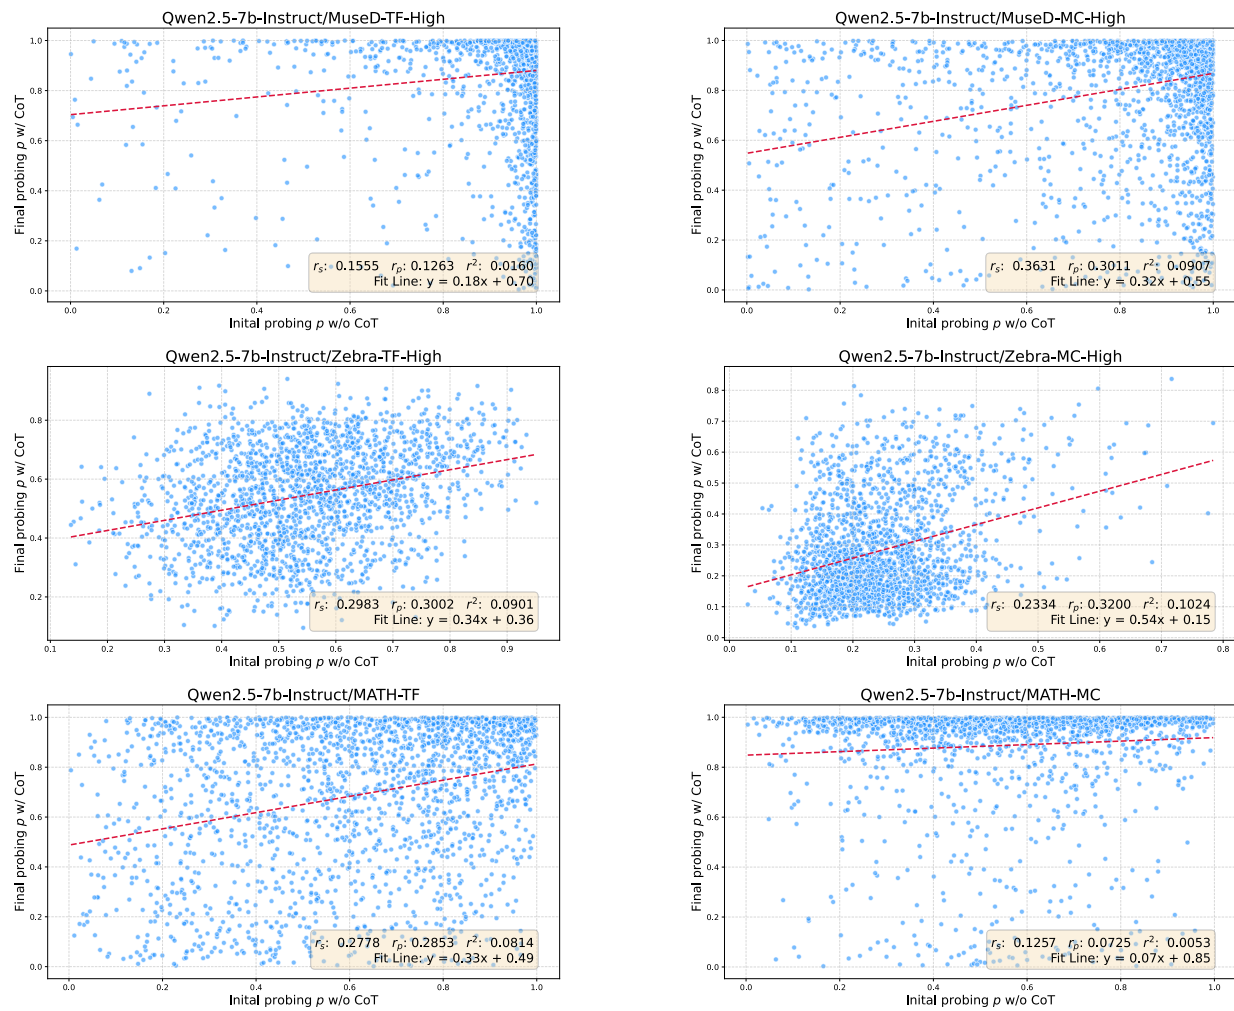 Qwen2.5-7b-Instruct/MuseD-TF-High
Final probing p w/ CoT
1.0
0.8
0.6
0.4
0.2
0.0
rs: 0.1555 rp: 0.1263 r²: 0.0160
Fit Line: y = 0.18x + 0.70
0.0 0.2 0.4 0.6 0.8 1.0
Inital probing p w/o CoT
Qwen2.5-7b-Instruct/MuseD-MC-High
Final probing p w/ CoT
1.0
0.8
0.6
0.4
0.2
0.0
rs: 0.3631 rp: 0.3011 r²: 0.0907
Fit Line: y = 0.32x + 0.55
0.0 0.2 0.4 0.6 0.8 1.0
Inital probing p w/o CoT
Qwen2.5-7b-Instruct/Zebra-TF-High
Final probing p w/ CoT
0.8
0.6
0.4
0.2
rs: 0.2983 rp: 0.3002 r²: 0.0901
Fit Line: y = 0.34x + 0.36
0.1 0.2 0.3 0.4 0.5 0.6 0.7 0.8 0.9
Inital probing p w/o CoT
Qwen2.5-7b-Instruct/Zebra-MC-High
Final probing p w/ CoT
0.8
0.7
0.6
0.5
0.4
0.3
0.2
0.1
0.0
rs: 0.2334 rp: 0.3200 r²: 0.1024
Fit Line: y = 0.54x + 0.15
0.0 0.1 0.2 0.3 0.4 0.5 0.6 0.7 0.8
Inital probing p w/o CoT
Qwen2.5-7b-Instruct/MATH-TF
Final probing p w/ CoT
1.0
0.8
0.6
0.4
0.2
0.0
rs: 0.2778 rp: 0.2853 r²: 0.0814
Fit Line: y = 0.33x + 0.49
0.0 0.2 0.4 0.6 0.8 1.0
Inital probing p w/o CoT
Qwen2.5-7b-Instruct/MATH-MC
Final probing p w/ CoT
1.0
0.8
0.6
0.4
0.2
0.0
rs: 0.1257 rp: 0.0725 r²: 0.0053
Fit Line: y = 0.07x + 0.85
0.0 0.2 0.4 0.6 0.8 1.0
Inital probing p w/o CoT